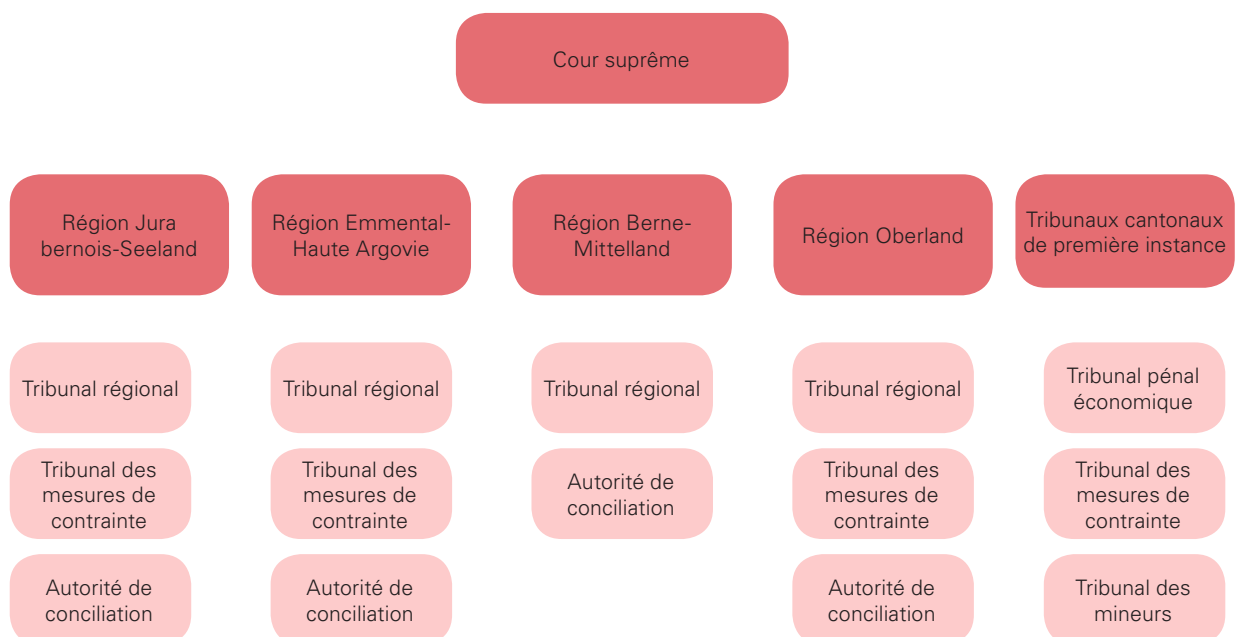 Cour suprême
Région Jura
bernois-Seeland
Région Emmental-
Haute Argovie
Région Berne-
Mittelland
Région Oberland
Tribunaux cantonaux
de première instance
Tribunal régional
Tribunal régional
Tribunal régional
Tribunal régional
Tribunal pénal
économique
Tribunal des
mesures de
contrainte
Tribunal des
mesures de
contrainte
Autorité de
conciliation
Tribunal des
mesures de
contrainte
Tribunal des
mesures de
contrainte
Autorité de
conciliation
Autorité de
conciliation
Autorité de
conciliation
Tribunal des
mineurs